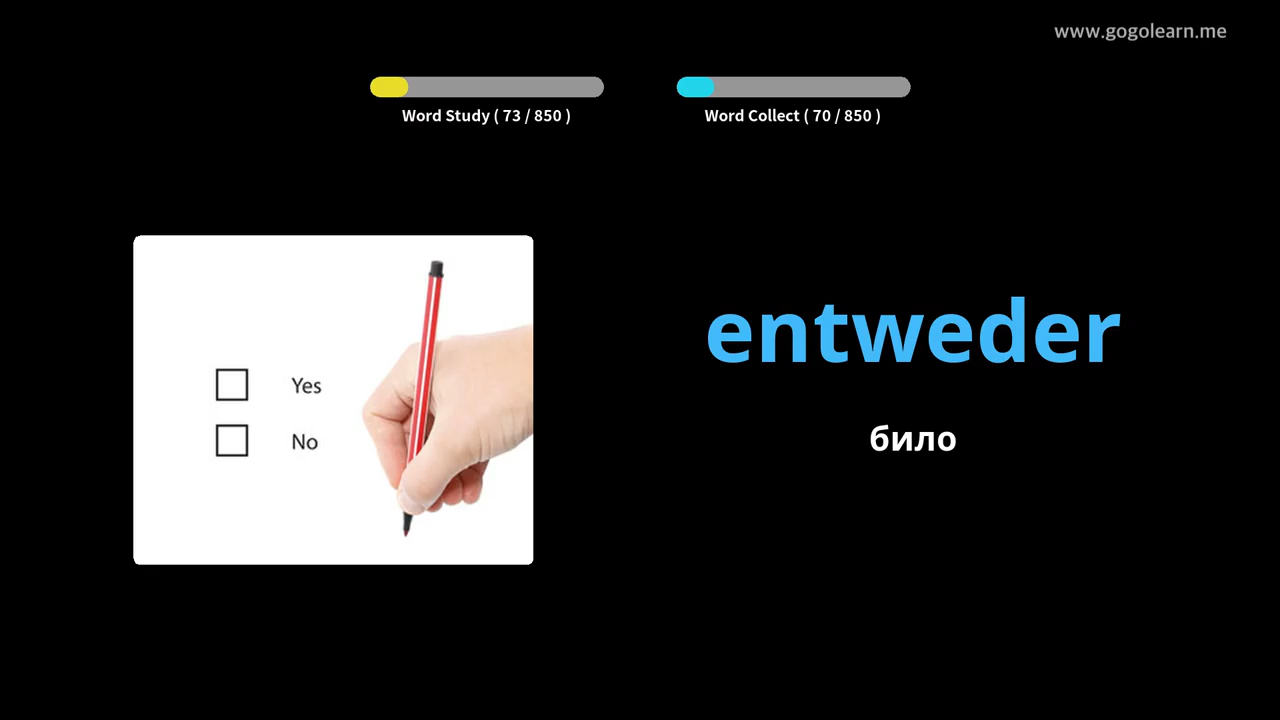 www.gogolearn.me
Word Study ( 73 / 850 )
Word Collect ( 70 / 850 )
Yes
No
entweder
било